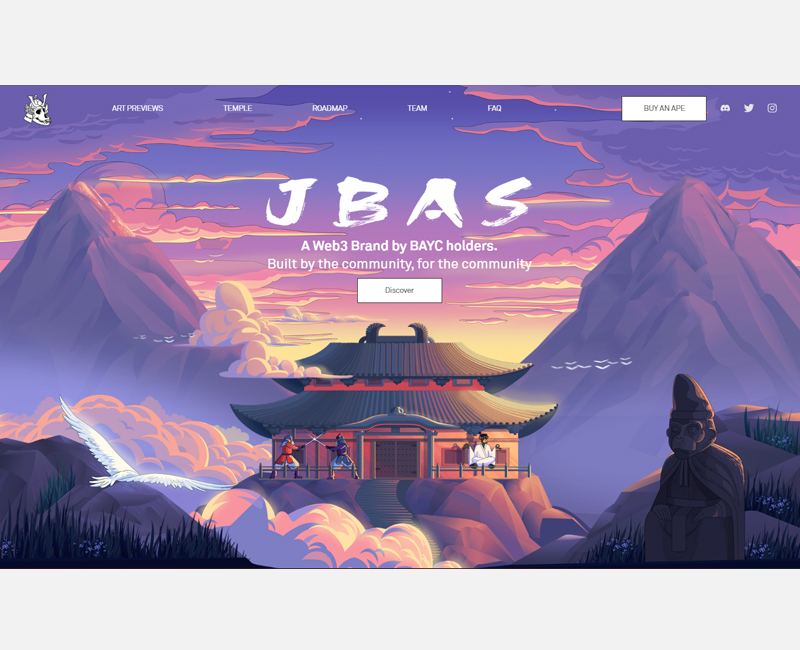 ART PREVIEWS
TEMPLE
ROADMAP
TEAM
FAQ
BUY AN APE
JBAS
A Web3 Brand by BAYC holders.
Built by the community, for the community
Discover